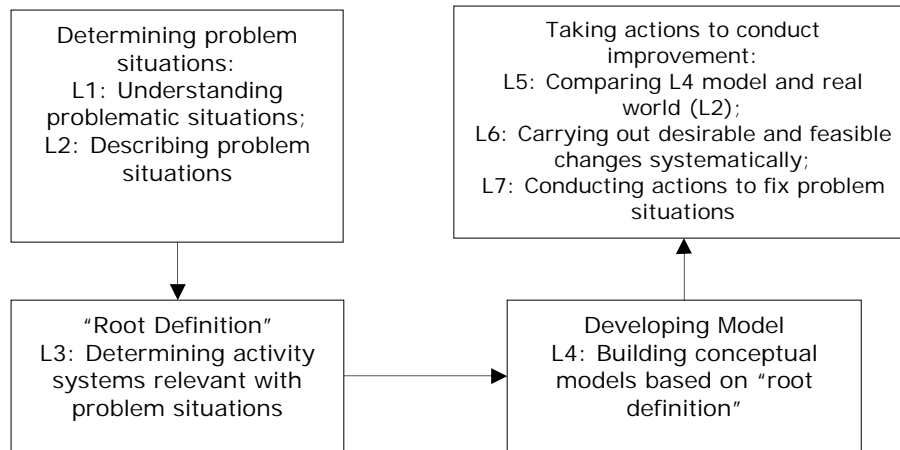 Determining problem
situations:
L1: Understanding
problematic situations;
L2: Describing problem
situations
"Root Definition"
L3: Determining activity
systems relevant with
problem situations
Developing Model
L4: Building conceptual
models based on "root
definition"
Taking actions to conduct
improvement:
L5: Comparing L4 model and real
world (L2);
L6: Carrying out desirable and feasible
changes systematically;
L7: Conducting actions to fix problem
situations